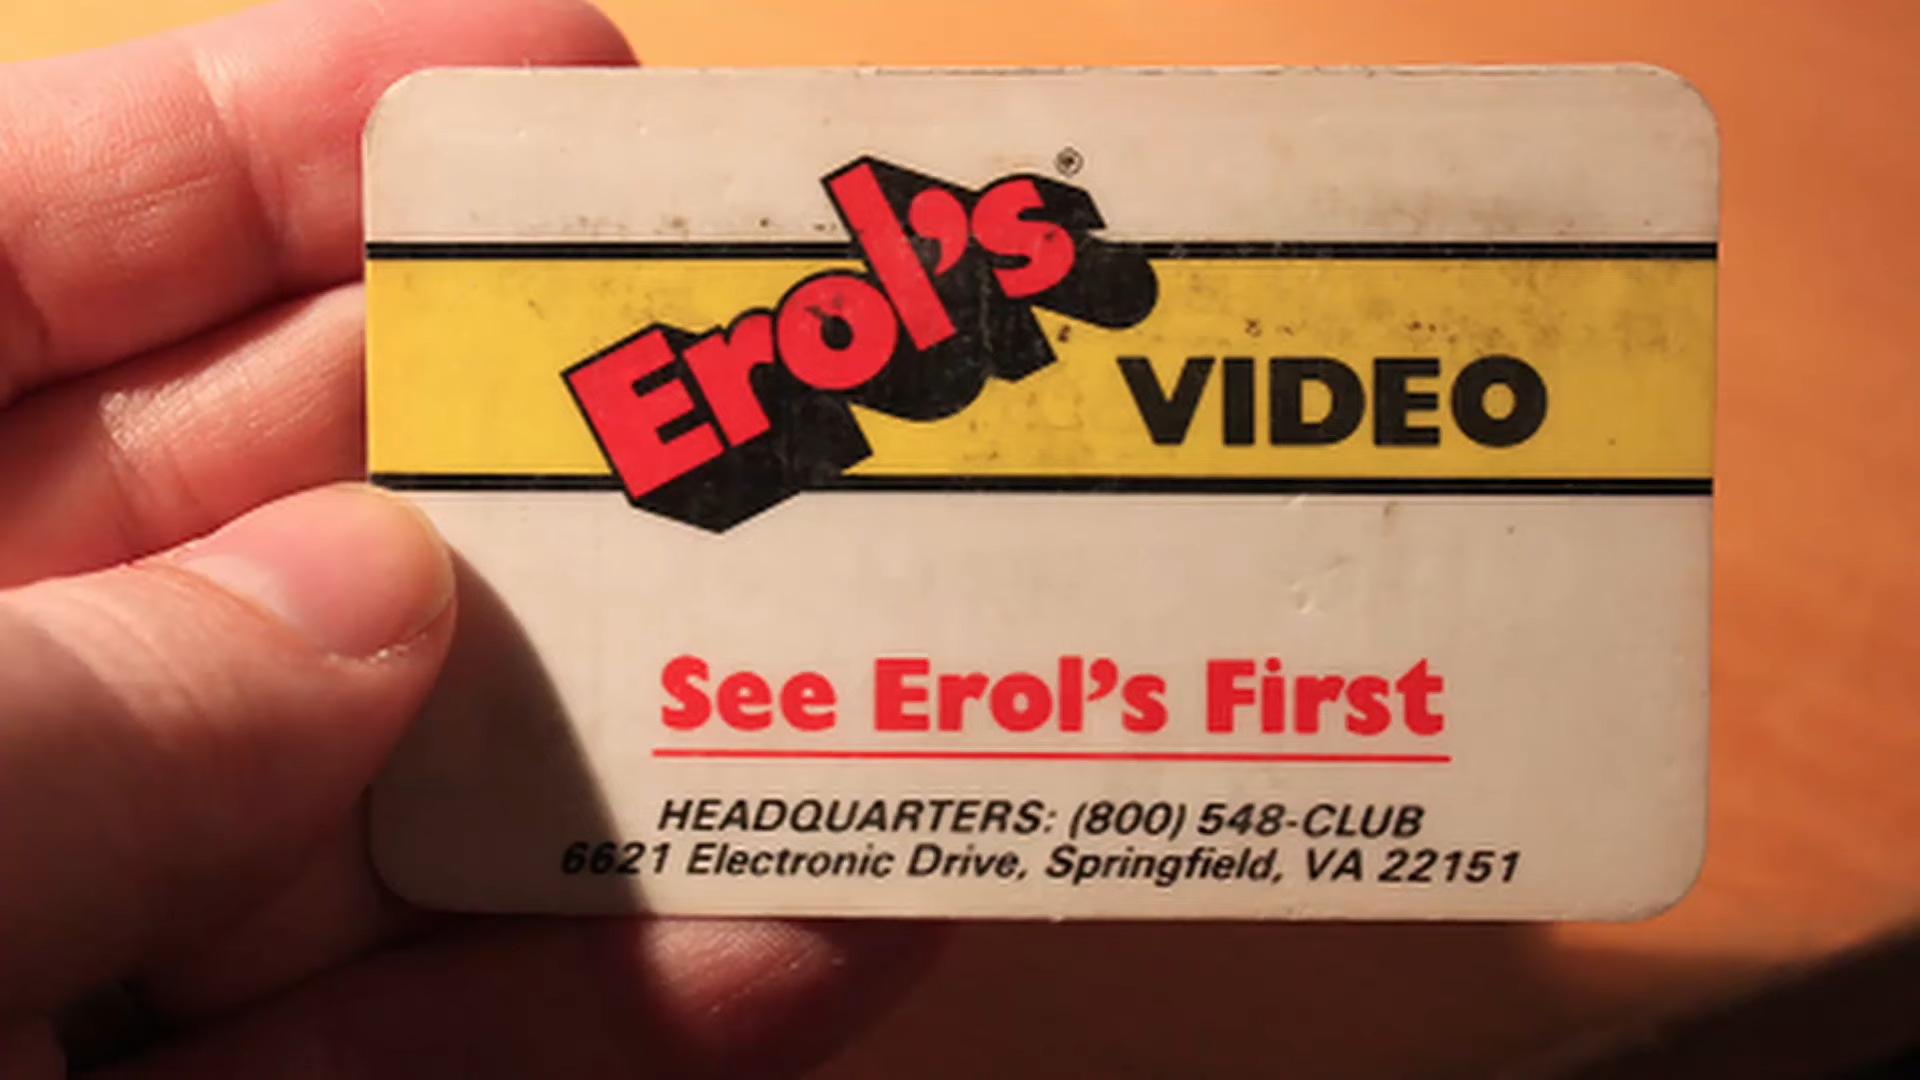 Erol's®
VIDEO
See Erol's First
HEADQUARTERS: (800) 548-CLUB
6621 Electronic Drive, Springfield, VA 22151